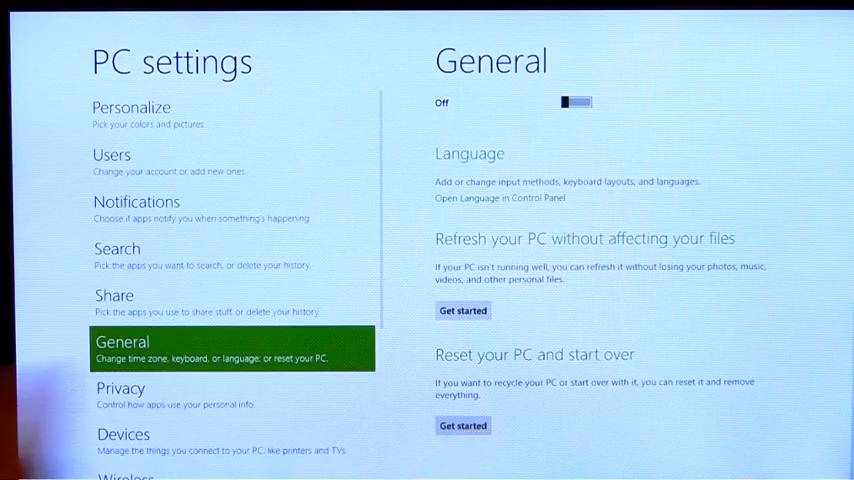 PC settings
Personalize
Pick your colors and pictures.
Users
Change your account or add new ones.
Notifications
Choose if apps notify you when something's happening.
Search
Pick the apps you want to search, or delete your history.
Share
Pick the apps you use to share stuff, or delete your history.
General
Change time zone, keyboard, or language; or reset your PC.
Privacy
Control how apps use your personal info.
Devices
Manage the things you connect to your PC, like printers and TVs.
Wireless
General
Off
Language
Add or change input methods, keyboard layouts, and languages.
Open Language in Control Panel
Refresh your PC without affecting your files
If your PC isn't running well, you can refresh it without losing your photos, music,
videos, and other personal files.
Get started
Reset your PC and start over
If you want to recycle your PC or start over with it, you can reset it and remove
everything.
Get started